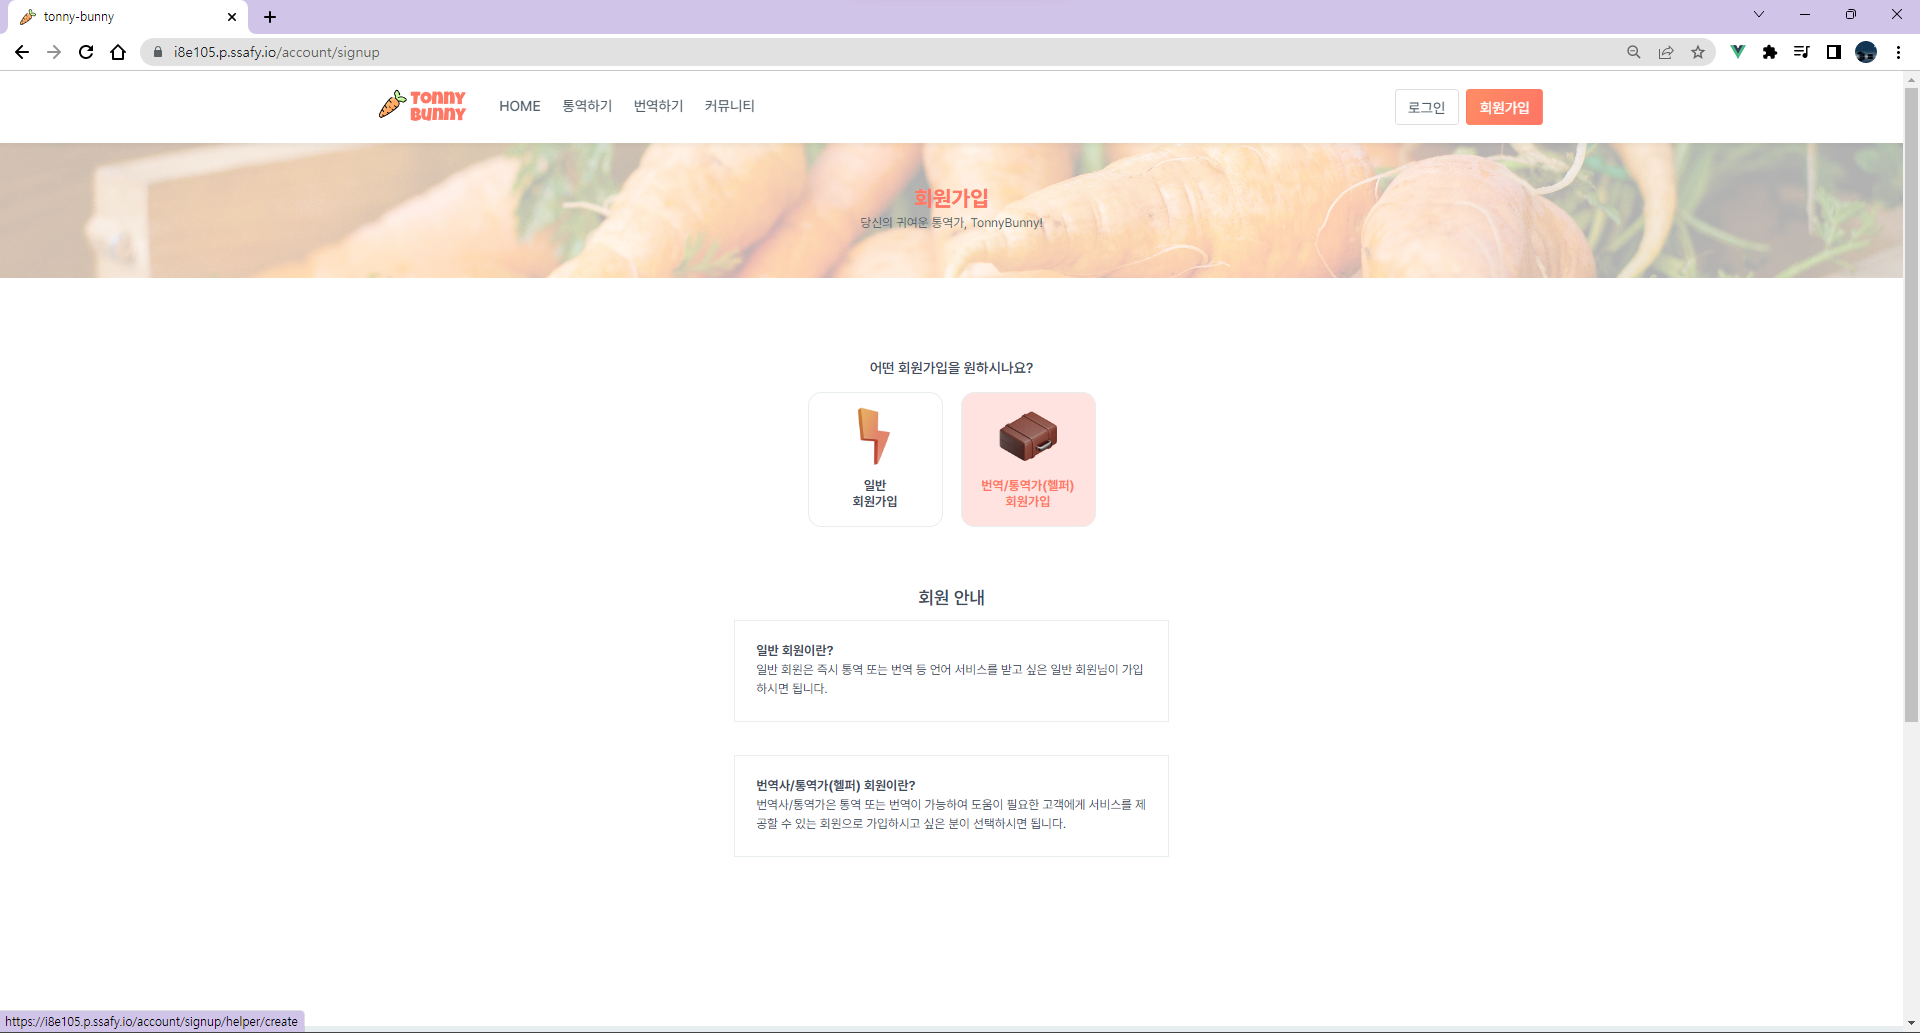 tonny-bunny
i8e105.p.ssafy.io/account/signup
TONNY
BUNNY
HOME 통역하기 번역하기 커뮤니티
로그인 회원가입
회원가입
당신의 귀여운 통역가, TonnyBunny!
어떤 회원가입을 원하시나요?
일반
회원가입
번역/통역가(헬퍼)
회원가입
회원 안내
일반 회원이란?
일반 회원은 즉시 통역 또는 번역 등 언어 서비스를 받고 싶은 일반 회원님이 가입
하시면 됩니다.
번역사/통역가(헬퍼) 회원이란?
번역사/통역가은 통역 또는 번역이 가능하여 도움이 필요한 고객에게 서비스를 제
공할 수 있는 회원으로 가입하시고 싶은 분이 선택하시면 됩니다.
https://i8e105.p.ssafy.io/account/signup/helper/create